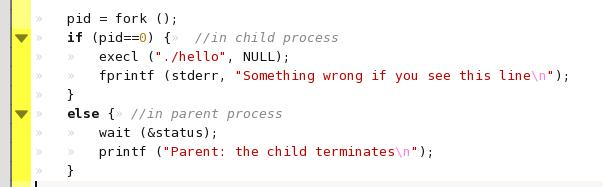 pid = fork ();
if (pid==0) {» //in child process
execl ("./hello", NULL);
fprintf (stderr, "Something wrong if you see this line\n");
}
else {» //in parent process
wait (&status);
printf ("Parent: the child terminates\n");
}